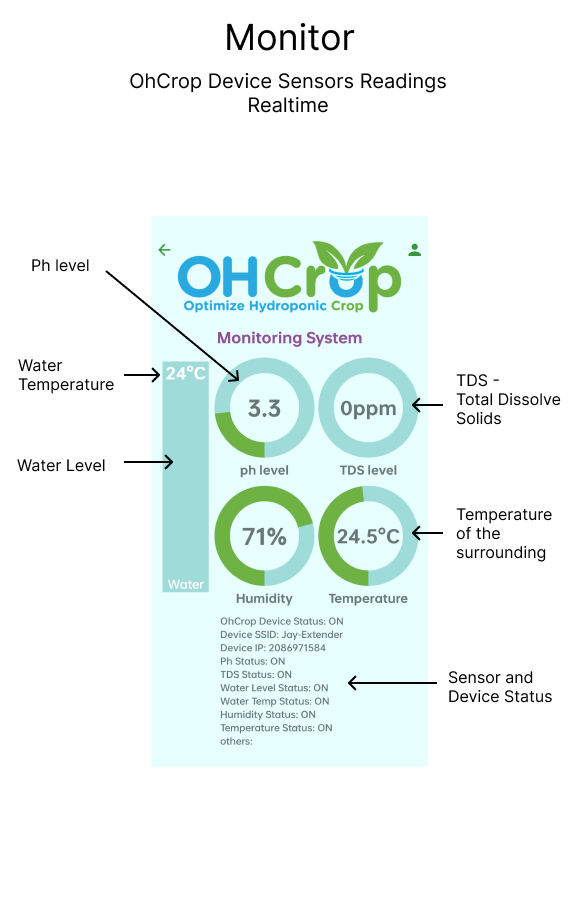 Monitor
OhCrop Device Sensors Readings
Realtime
OHCrop
Optimize Hydroponic Crop
Ph level
Monitoring System
Water
Temperature
24°C
3.3
ph level
0ppm
TDS level
TDS -
Total Dissolve
Solids
Water Level
Water
71%
Humidity
24.5°C
Temperature
Temperature
of the
surrounding
OhCrop Device Status: ON
Device SSID: Jay-Extender
Device IP: 2086971584
Ph Status: ON
TDS Status: ON
Water Level Status: ON
Water Temp Status: ON
Humidity Status: ON
Temperature Status: ON
others:
Sensor and
Device Status